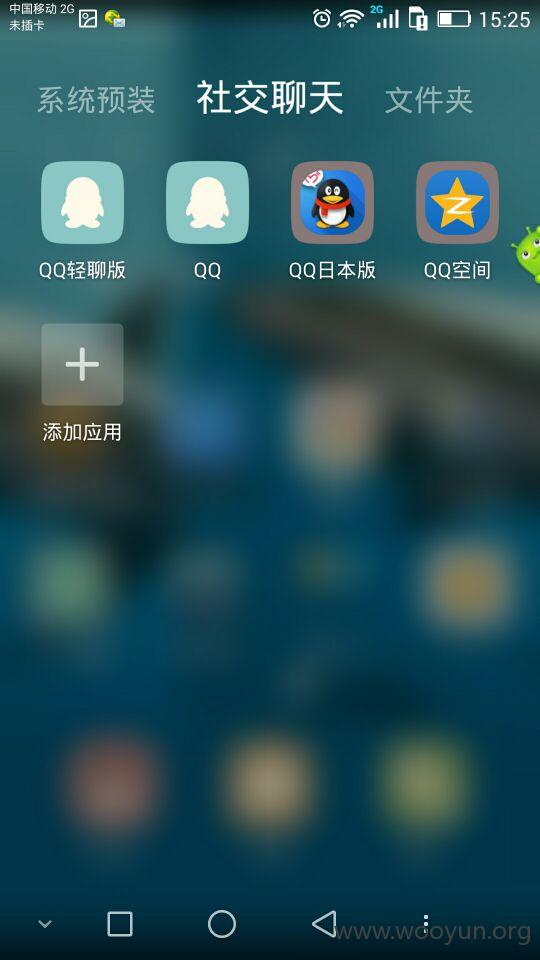 中国移动 2G
未插卡
2G
15:25
系统预装 社交聊天 文件夹
QQ轻聊版 QQ QQ日本版 QQ空间
添加应用
www.wooyun.org